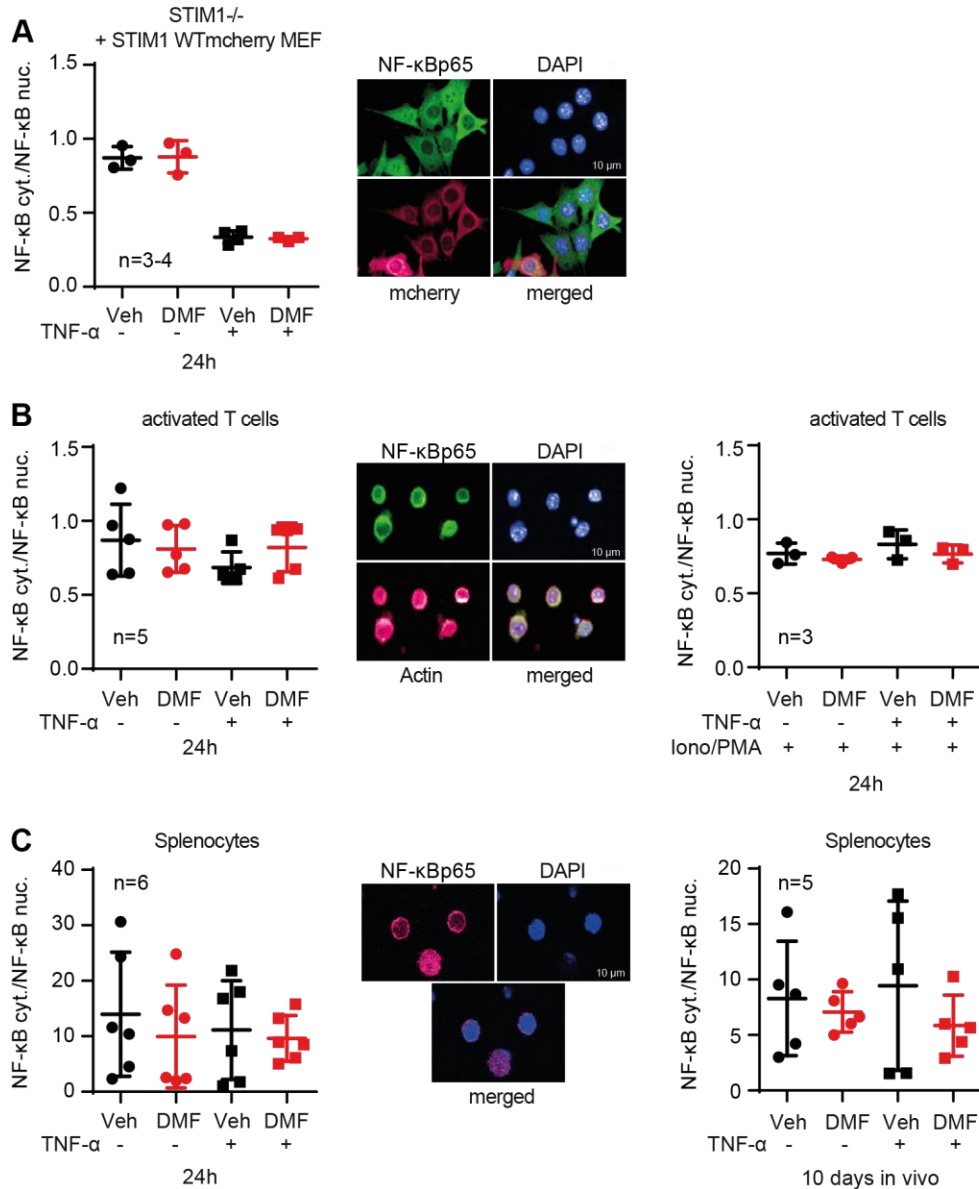 A
STIM1-/-
+ STIM1 WTmcherry MEF
NF-κB cyt./NF-κB nuc.
1.5
1.0
0.5
0.0
n=3-4
Veh DMF Veh DMF
TNF-α - - + +
24h
NF-κBp65 DAPI
10 µm
mcherry merged
B
activated T cells
NF-κB cyt./NF-κB nuc.
1.5
1.0
0.5
0.0
n=5
Veh DMF Veh DMF
TNF-α - - + +
24h
NF-κBp65 DAPI
10 µm
Actin merged
activated T cells
NF-κB cyt./NF-κB nuc.
1.5
1.0
0.5
0.0
n=3
Veh DMF Veh DMF
TNF-α - - + +
Iono/PMA + + + +
24h
C
Splenocytes
NF-κB cyt./NF-κB nuc.
40
30
20
10
0
n=6
Veh DMF Veh DMF
TNF-α - - + +
24h
NF-κBp65 DAPI
10 µm
merged
Splenocytes
NF-κB cyt./NF-κB nuc.
20
15
10
5
0
n=5
Veh DMF Veh DMF
TNF-α - - + +
10 days in vivo